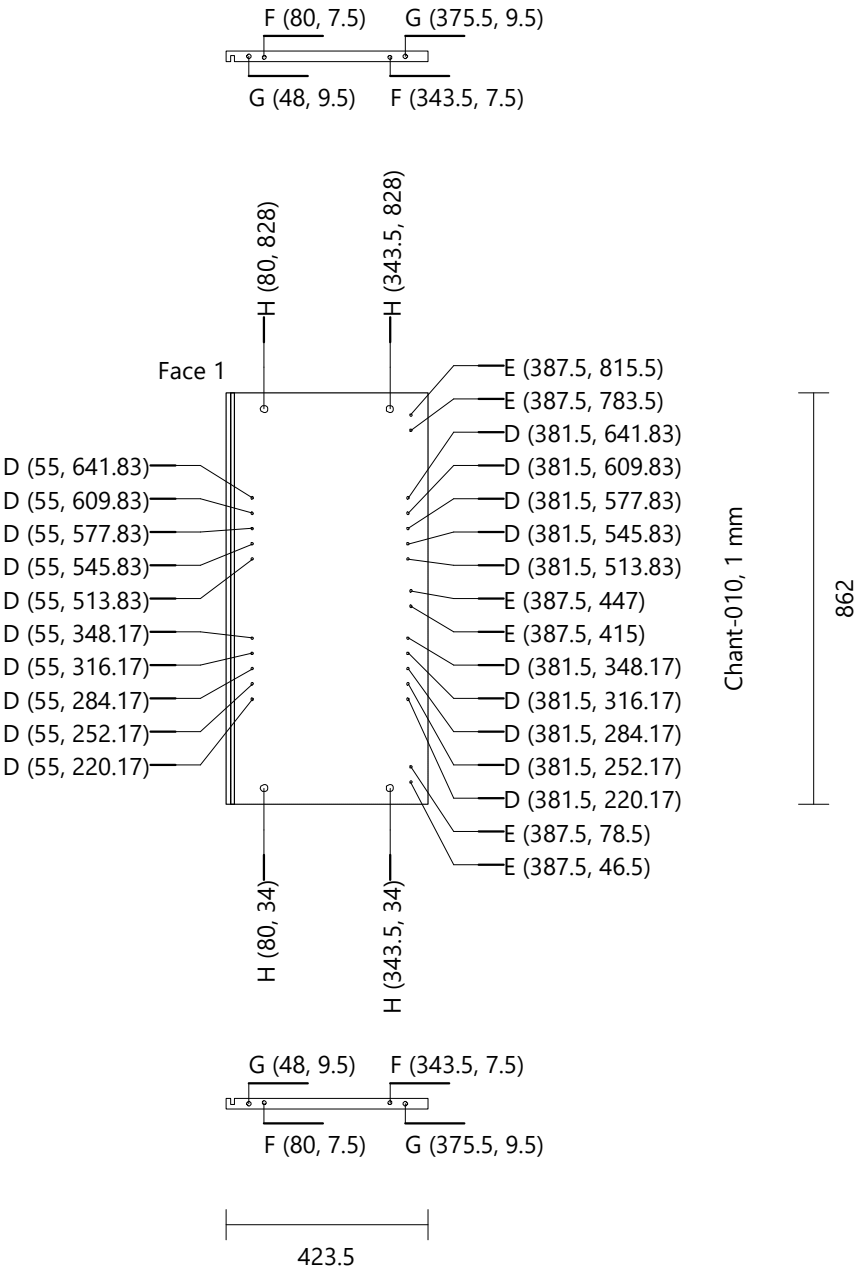 F (80, 7.5)
G (375.5, 9.5)
G (48, 9.5)
F (343.5, 7.5)
H (80, 828)
H (343.5, 828)
Face 1
E (387.5, 815.5)
E (387.5, 783.5)
D (381.5, 641.83)
D (381.5, 609.83)
D (381.5, 577.83)
D (381.5, 545.83)
D (381.5, 513.83)
E (387.5, 447)
E (387.5, 415)
D (381.5, 348.17)
D (381.5, 316.17)
D (381.5, 284.17)
D (381.5, 252.17)
D (381.5, 220.17)
E (387.5, 78.5)
E (387.5, 46.5)
D (55, 641.83)
D (55, 609.83)
D (55, 577.83)
D (55, 545.83)
D (55, 513.83)
D (55, 348.17)
D (55, 316.17)
D (55, 284.17)
D (55, 252.17)
D (55, 220.17)
Chant-010, 1 mm
862
H (80, 34)
H (343.5, 34)
G (48, 9.5)
F (343.5, 7.5)
F (80, 7.5)
G (375.5, 9.5)
423.5